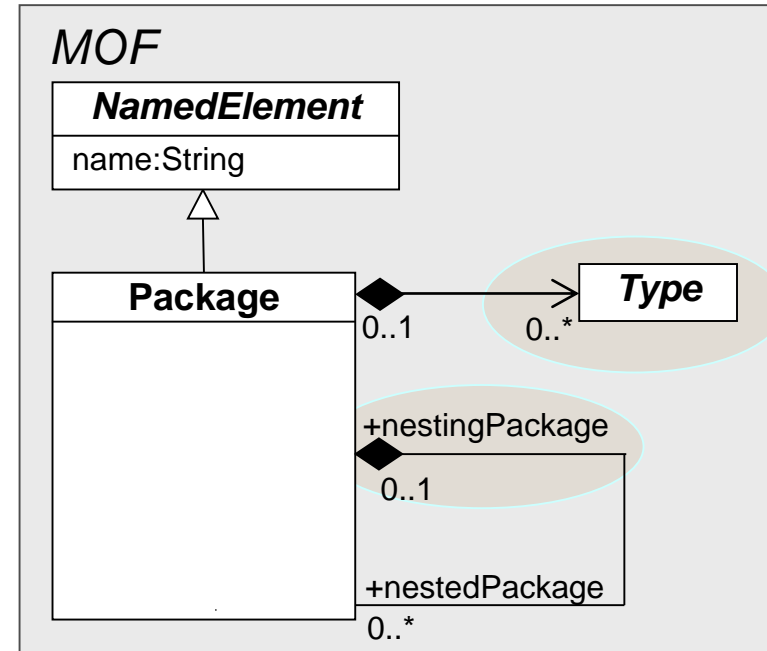 MOF
NamedElement
name:String
Package
Type
0..1
0..*
+nestingPackage
0..1
+nestedPackage
0..*